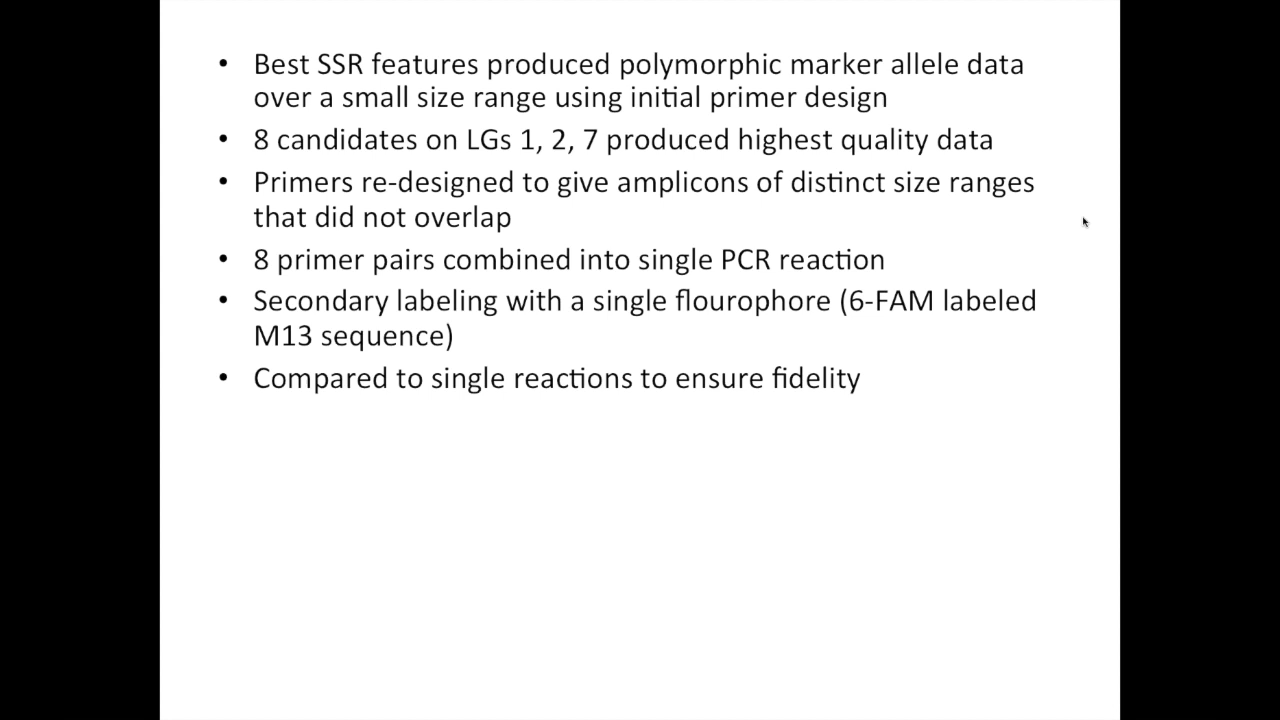 • Best SSR features produced polymorphic marker allele data
over a small size range using initial primer design
• 8 candidates on LGs 1, 2, 7 produced highest quality data
• Primers re-designed to give amplicons of distinct size ranges
that did not overlap
• 8 primer pairs combined into single PCR reaction
• Secondary labeling with a single flourophore (6-FAM labeled
M13 sequence)
• Compared to single reactions to ensure fidelity